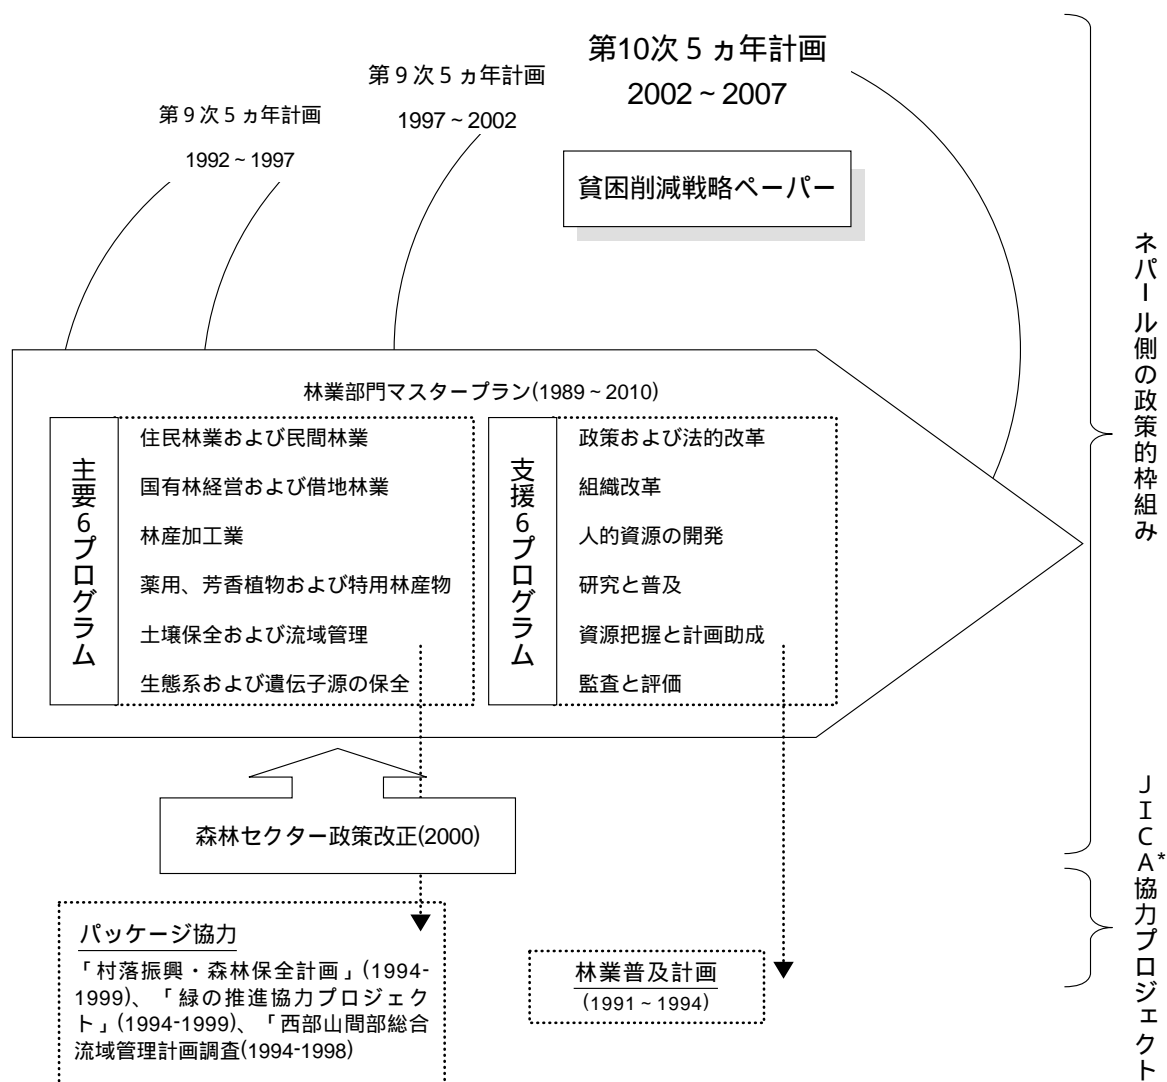 第10次5ヵ年計画
2002~2007
第9次5ヵ年計画
1997~2002
第9次5ヵ年計画
1992~1997
貧困削減戦略ペーパー
ネパール側の政策的枠組み
林業部門マスタープラン(1989~2010)
主要6プログラム
住民林業および民間林業
国有林経営および借地林業
林産加工業
薬用、芳香植物および特用林産物
土壌保全および流域管理
生態系および遺伝子源の保全
支援6プログラム
政策および法的改革
組織改革
人的資源の開発
研究と普及
資源把握と計画助成
監査と評価
森林セクター政策改正(2000)
JICA*協力プロジェクト
パッケージ協力
「村落振興・森林保全計画」(1994-
1999)、「緑の推進協力プロジェク
ト」(1994-1999)、「西部山間部総合
流域管理計画調査(1994-1998)
林業普及計画
(1991~1994)